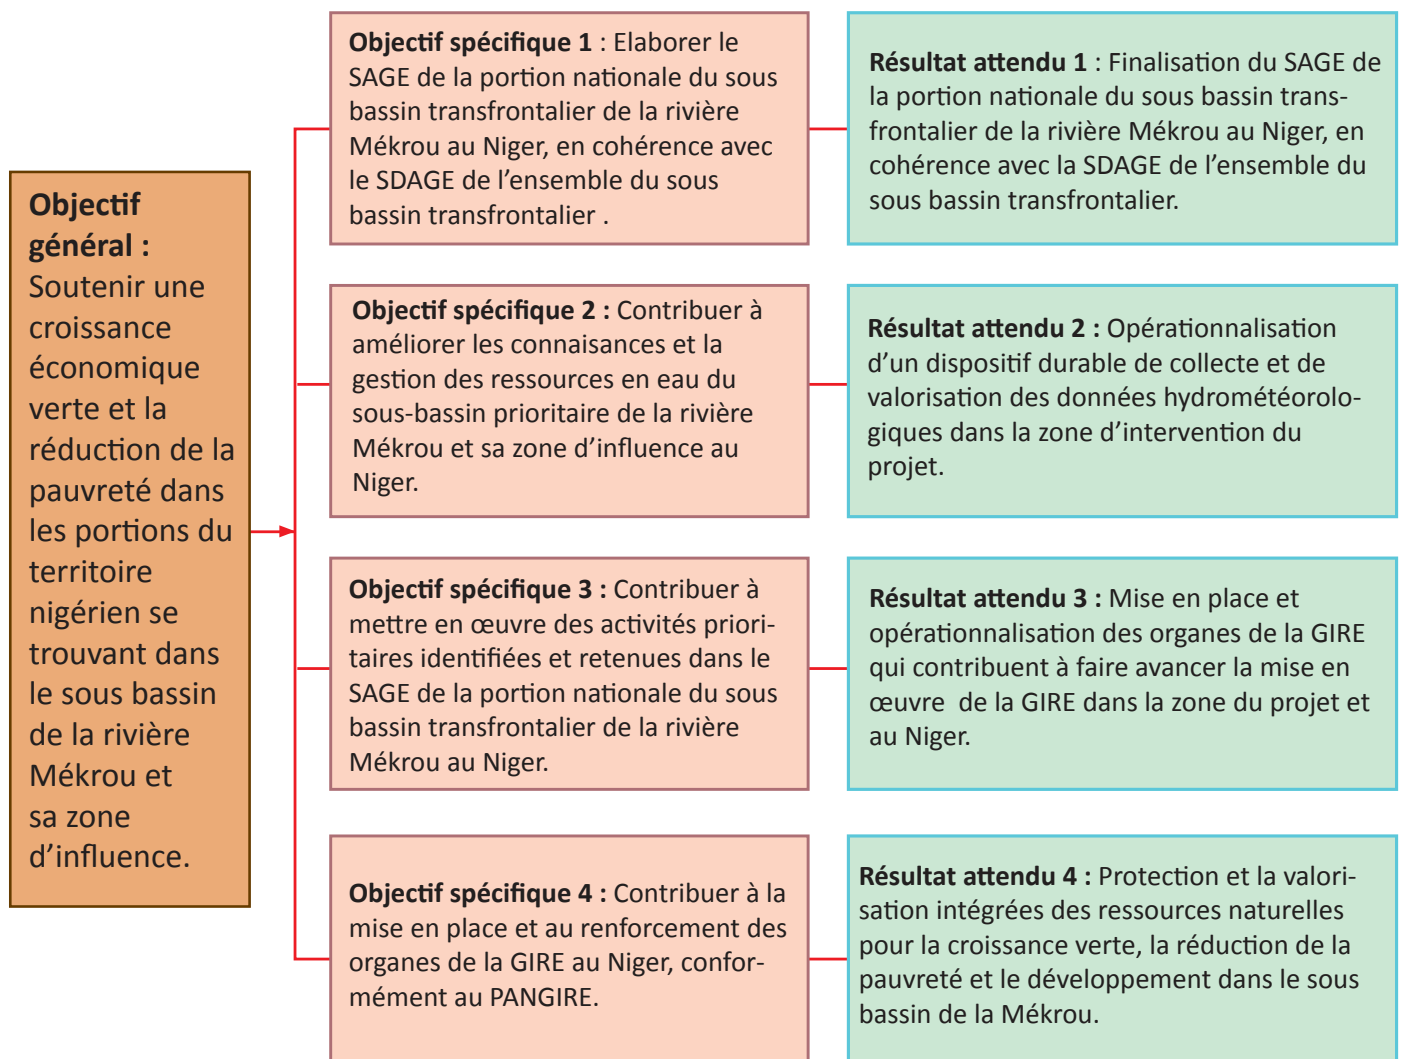 Objectif
général :
Soutenir une
croissance
économique
verte et la
réduction de la
pauvreté dans
les portions du
territoire
nigérien se
trouvant dans
le sous bassin
de la rivière
Mékrou et
sa zone
d’influence.
Objectif spécifique 1 : Elaborer le
SAGE de la portion nationale du sous
bassin transfrontalier de la rivière
Mékrou au Niger, en cohérence avec
le SDAGE de l’ensemble du sous
bassin transfrontalier .
Résultat attendu 1 : Finalisation du SAGE de
la portion nationale du sous bassin trans-
frontalier de la rivière Mékrou au Niger, en
cohérence avec la SDAGE de l’ensemble du
sous bassin transfrontalier.
Objectif spécifique 2 : Contribuer à
améliorer les connaisances et la
gestion des ressources en eau du
sous-bassin prioritaire de la rivière
Mékrou et sa zone d’influence au
Niger.
Résultat attendu 2 : Opérationnalisation
d’un dispositif durable de collecte et de
valorisation des données hydrométéorolo-
giques dans la zone d’intervention du
projet.
Objectif spécifique 3 : Contribuer à
mettre en œuvre des activités priori-
taires identifiées et retenues dans le
SAGE de la portion nationale du sous
bassin transfrontalier de la rivière
Mékrou au Niger.
Résultat attendu 3 : Mise en place et
opérationnalisation des organes de la GIRE
qui contribuent à faire avancer la mise en
œuvre  de la GIRE dans la zone du projet et
au Niger.
Objectif spécifique 4 : Contribuer à la
mise en place et au renforcement des
organes de la GIRE au Niger, confor-
mément au PANGIRE.
Résultat attendu 4 : Protection et la valori-
sation intégrées des ressources naturelles
pour la croissance verte, la réduction de la
pauvreté et le développement dans le sous
bassin de la Mékrou.